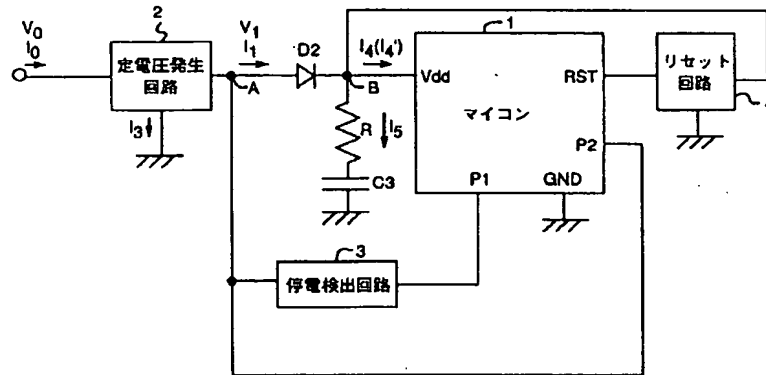 V0
I0
2
定電圧発生
回路
I3
V1
I1
A
D2
B
I4(I4')
R
I5
C3
1
Vdd
RST
マイコン
P2
P1
GND
リセット
回路
3
停電検出回路